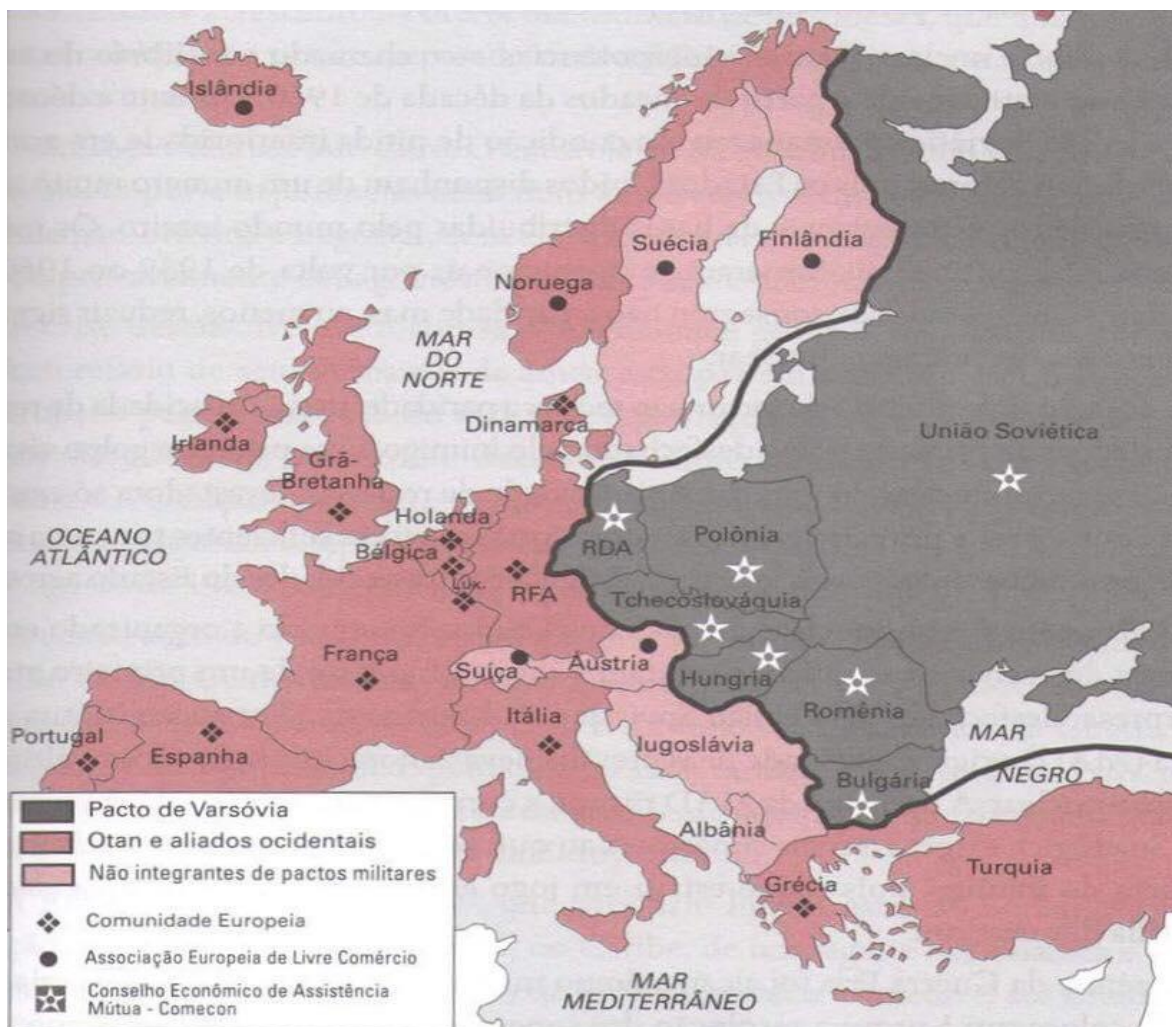 Islândia
Suécia
Finlândia
Noruega
MAR
DO
NORTE
Dinamarca
União Soviética
Irlanda
Grã-
Bretanha
Holanda
OCEANO
ATLÂNTICO
Bélgica
RDA
Polônia
Lux.
RFA
Tchecoslováquia
França
Suíça
Áustria
Hungria
Romênia
Itália
Portugal
Espanha
Iugoslávia
MAR
NEGRO
Bulgária
Albânia
Turquia
Grécia
MAR
MEDITERRÂNEO
Pacto de Varsóvia
Otan e aliados ocidentais
Não integrantes de pactos militares
Comunidade Europeia
Associação Europeia de Livre Comércio
Conselho Econômico de Assistência
Mútua - Comecon